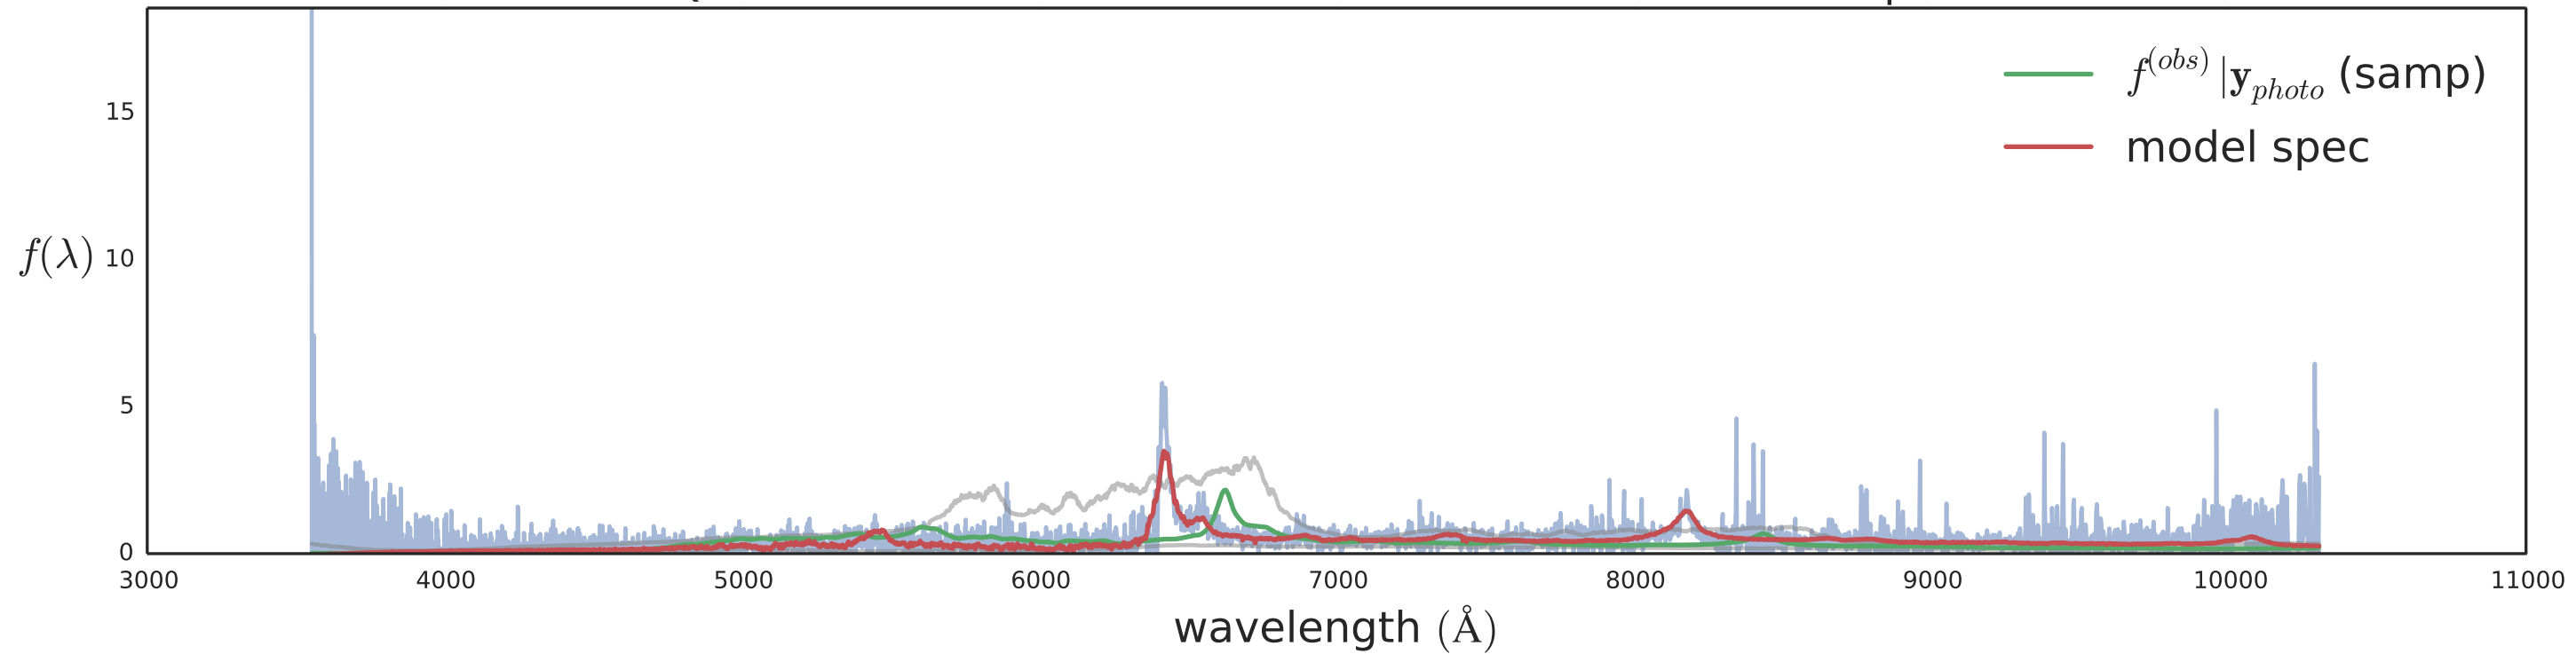 f^(obs) |y_photo (samp)
model spec
15
f(λ) 10
5
0
3000 4000 5000 6000 7000 8000 9000 10000 11000
wavelength (Å)